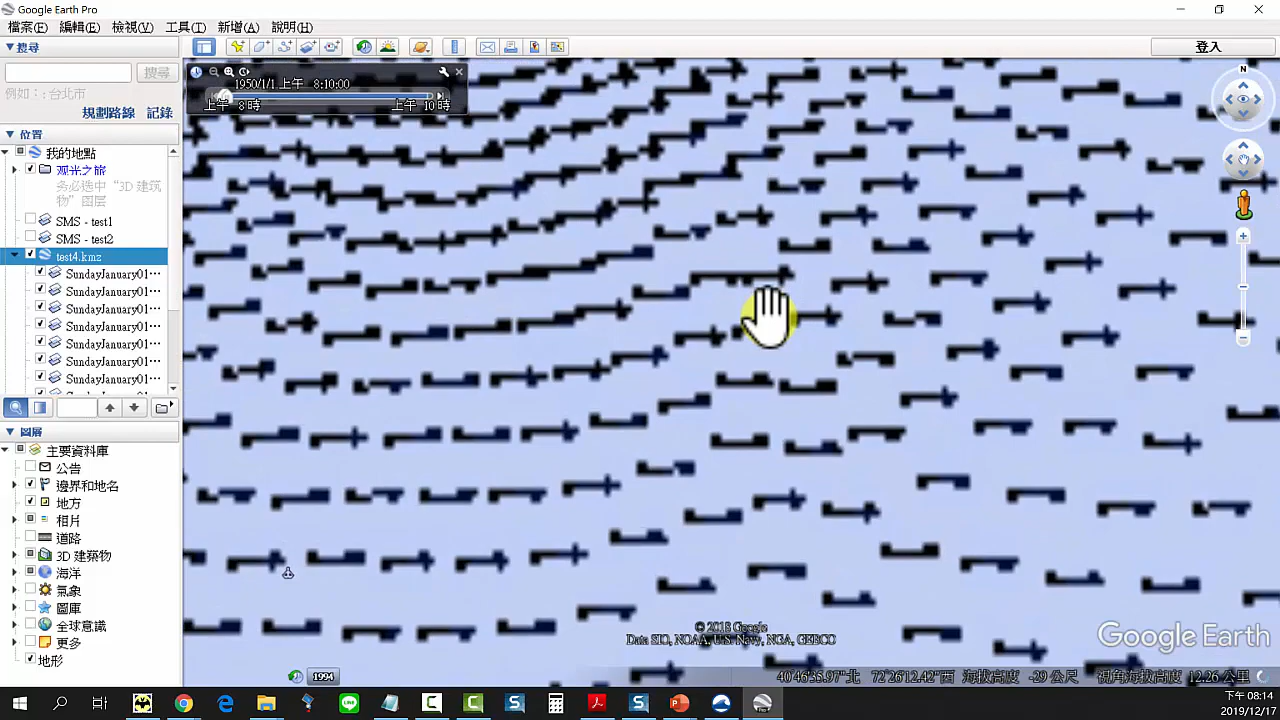 Google Earth Pro
檔案(F) 編輯(E) 檢視(V) 工具(T) 新增(A) 說明(H)
搜尋
登入
搜尋
例如：: 台北市
規劃路線 記錄
1950/1/1 上午 8:10:00
上午 8時 上午 10時
N
位置
我的地點
观光之旅
务必选中“3D 建筑物”图层
SMS - test1
SMS - test2
test4.kmz
SundayJanuary01···
SundayJanuary01···
SundayJanuary01···
SundayJanuary01···
SundayJanuary01···
SundayJanuary01···
SundayJanuary01···
圖層
主要資料庫
公告
邊界和地名
地方
相片
道路
3D 建築物
海洋
氣象
圖庫
全球意識
更多
地形
© 2018 Google
Data SIO, NOAA, U.S. Navy, NGA, GEBCO
Google Earth
1994
40°46'35.97"北 72°26'12.42"西 海拔高度 -29 公尺 視角海拔高度 12.26 公里
下午 08:14
2019/12/17